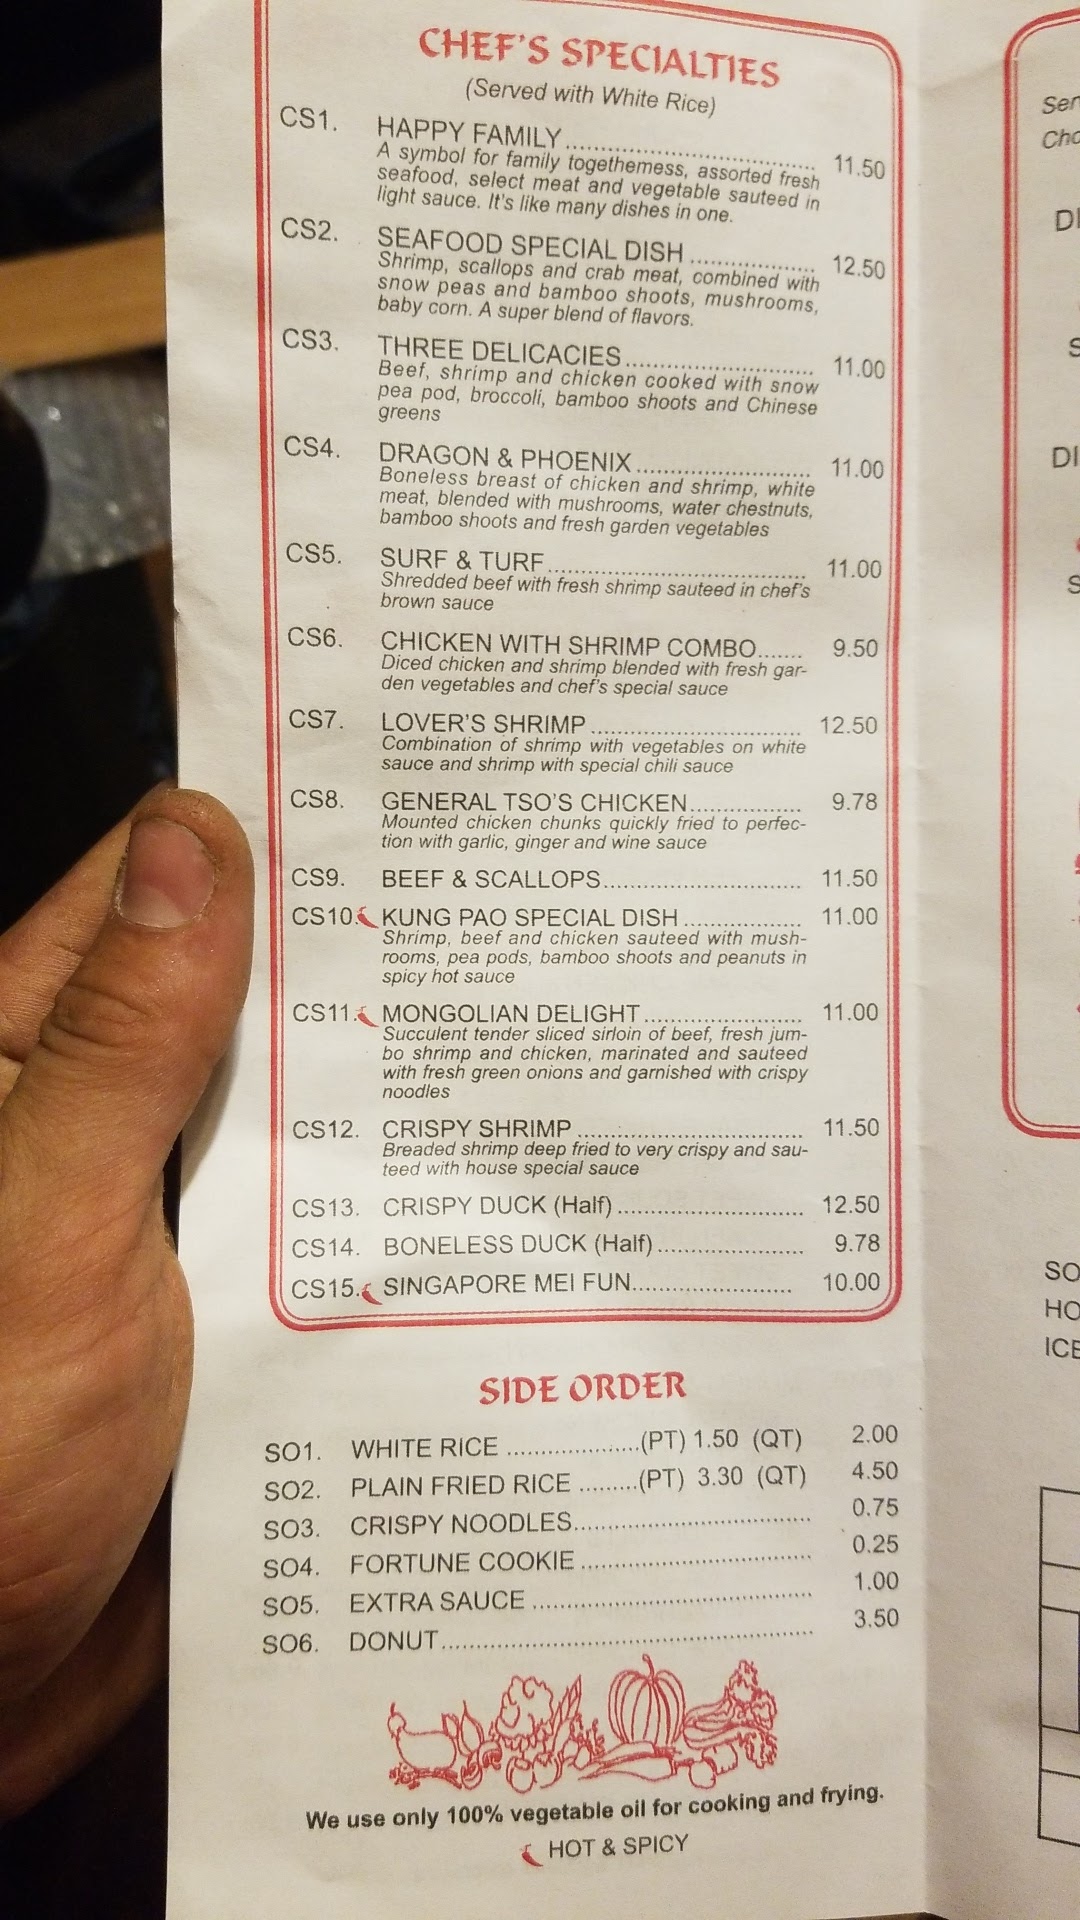 CHEF'S SPECIALTIES
(Served with White Rice)
CS1. HAPPY FAMILY.......................... 11.50
A symbol for family togethemess, assorted fresh
seafood, select meat and vegetable sauteed in
light sauce. It's like many dishes in one.
CS2. SEAFOOD SPECIAL DISH .................. 12.50
Shrimp, scallops and crab meat, combined with
snow peas and bamboo shoots, mushrooms,
baby corn. A super blend of flavors.
CS3. THREE DELICACIES .......................... 11.00
Beef, shrimp and chicken cooked with snow
pea pod, broccoli, bamboo shoots and Chinese
greens
CS4. DRAGON & PHOENIX ........................ 11.00
Boneless breast of chicken and shrimp, white
meat, blended with mushrooms, water chestnuts,
bamboo shoots and fresh garden vegetables
CS5. SURF & TURF .................................... 11.00
Shredded beef with fresh shrimp sauteed in chef's
brown sauce
CS6. CHICKEN WITH SHRIMP COMBO....... 9.50
Diced chicken and shrimp blended with fresh gar-
den vegetables and chef's special sauce
CS7. LOVER'S SHRIMP .............................. 12.50
Combination of shrimp with vegetables on white
sauce and shrimp with special chili sauce
CS8. GENERAL TSO'S CHICKEN................ 9.78
Mounted chicken chunks quickly fried to perfec-
tion with garlic, ginger and wine sauce
CS9. BEEF & SCALLOPS............................. 11.50
CS10. KUNG PAO SPECIAL DISH ................. 11.00
Shrimp, beef and chicken sauteed with mush-
rooms, pea pods, bamboo shoots and peanuts in
spicy hot sauce
CS11. MONGOLIAN DELIGHT....................... 11.00
Succulent tender sliced sirloin of beef, fresh jum-
bo shrimp and chicken, marinated and sauteed
with fresh green onions and garnished with crispy
noodles
CS12. CRISPY SHRIMP ................................ 11.50
Breaded shrimp deep fried to very crispy and sau-
teed with house special sauce
CS13. CRISPY DUCK (Half) ........................... 12.50
CS14. BONELESS DUCK (Half)..................... 9.78
CS15. SINGAPORE MEI FUN....................... 10.00
SIDE ORDER
SO1. WHITE RICE ...................(PT) 1.50 (QT) 2.00
SO2. PLAIN FRIED RICE .........(PT) 3.30 (QT) 4.50
SO3. CRISPY NOODLES.................................. 0.75
SO4. FORTUNE COOKIE ................................. 0.25
SO5. EXTRA SAUCE ........................................ 1.00
SO6. DONUT..................................................... 3.50
We use only 100% vegetable oil for cooking and frying.
HOT & SPICY
Ser
Cho
DI
S
DI
S
SO
HO
ICE